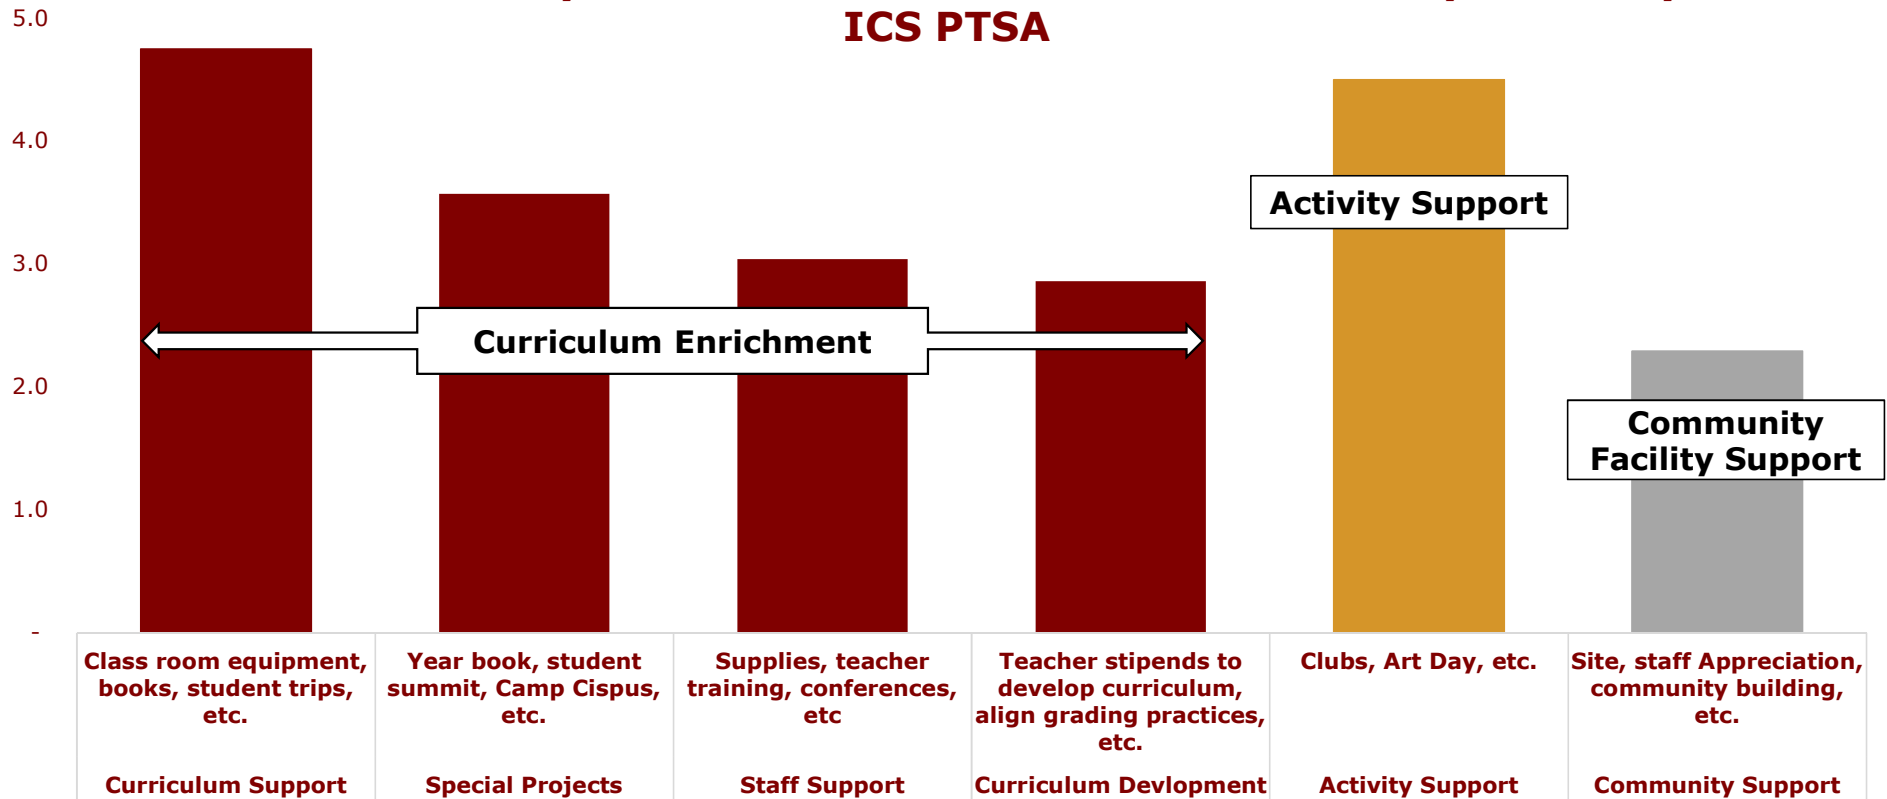 ICS PTSA
5.0
4.0
3.0
2.0
1.0
-
Curriculum Enrichment
Activity Support
Community
Facility Support
Class room equipment,
books, student trips,
etc.
Year book, student
summit, Camp Cispus,
etc.
Supplies, teacher
training, conferences,
etc
Teacher stipends to
develop curriculum,
align grading practices,
etc.
Clubs, Art Day, etc.
Site, staff Appreciation,
community building,
etc.
Curriculum Support
Special Projects
Staff Support
Curriculum Devlopment
Activity Support
Community Support